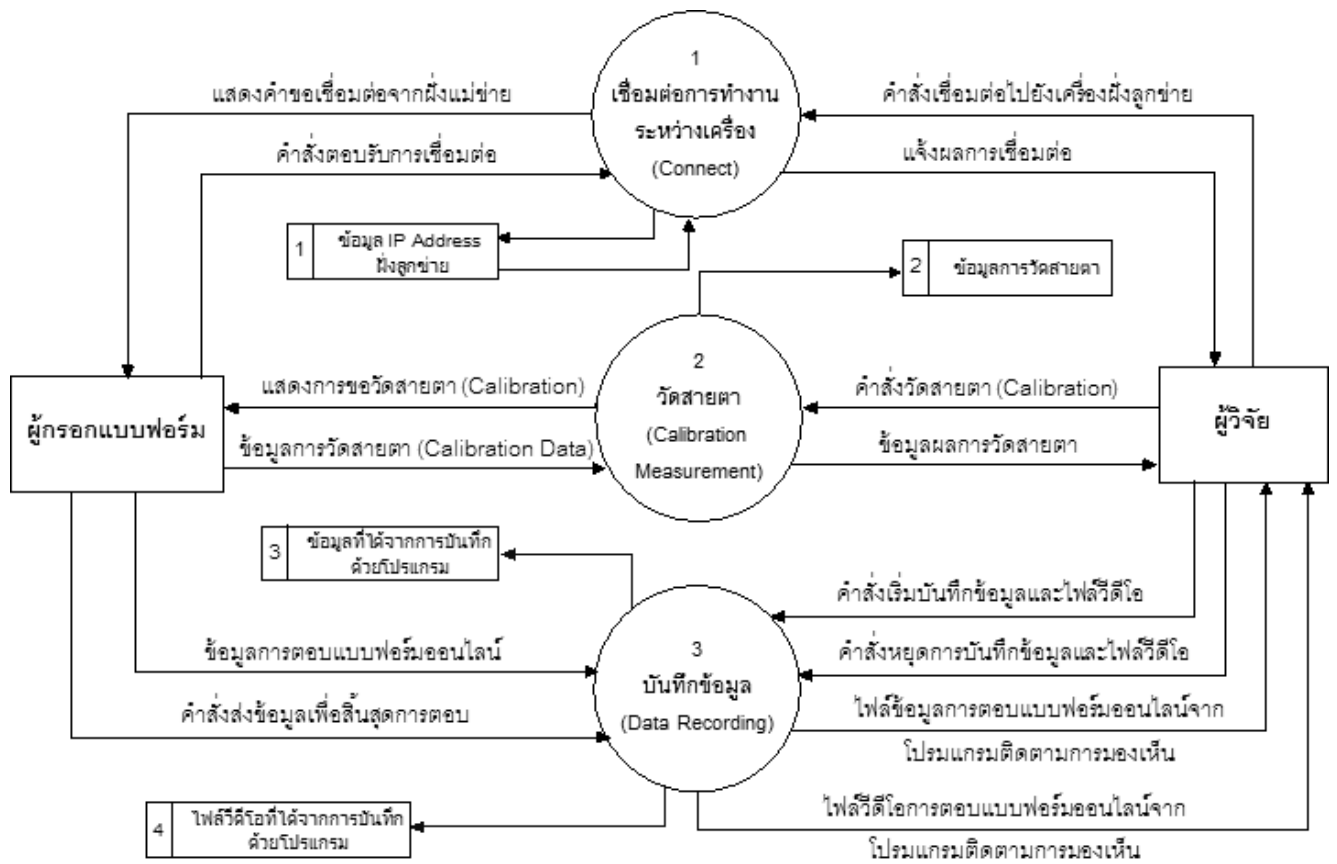 1
เชื่อมต่อการทำงาน
ระหว่างเครื่อง
(Connect)
แสดงคำขอเชื่อมต่อจากฝั่งแม่ข่าย
คำสั่งเชื่อมต่อไปยังเครื่องฝั่งลูกข่าย
คำสั่งตอบรับการเชื่อมต่อ
แจ้งผลการเชื่อมต่อ
1
ข้อมูล IP Address
ฝั่งลูกข่าย
2
ข้อมูลการวัดสายตา
ผู้กรอกแบบฟอร์ม
แสดงการขอวัดสายตา (Calibration)
ข้อมูลการวัดสายตา (Calibration Data)
2
วัดสายตา
(Calibration
Measurement)
คำสั่งวัดสายตา (Calibration)
ข้อมูลผลการวัดสายตา
ผู้วิจัย
3
ข้อมูลที่ได้จากการบันทึก
ด้วยโปรแกรม
คำสั่งเริ่มบันทึกข้อมูลและไฟล์วีดีโอ
ข้อมูลการตอบแบบฟอร์มออนไลน์
คำสั่งส่งข้อมูลเพื่อสิ้นสุดการตอบ
3
บันทึกข้อมูล
(Data Recording)
คำสั่งหยุดการบันทึกข้อมูลและไฟล์วีดีโอ
ไฟล์ข้อมูลการตอบแบบฟอร์มออนไลน์จาก
โปรมแกรมติดตามการมองเห็น
4
ไฟล์วีดีโอที่ได้จากการบันทึก
ด้วยโปรแกรม
ไฟล์วีดีโอการตอบแบบฟอร์มออนไลน์จาก
โปรมแกรมติดตามการมองเห็น